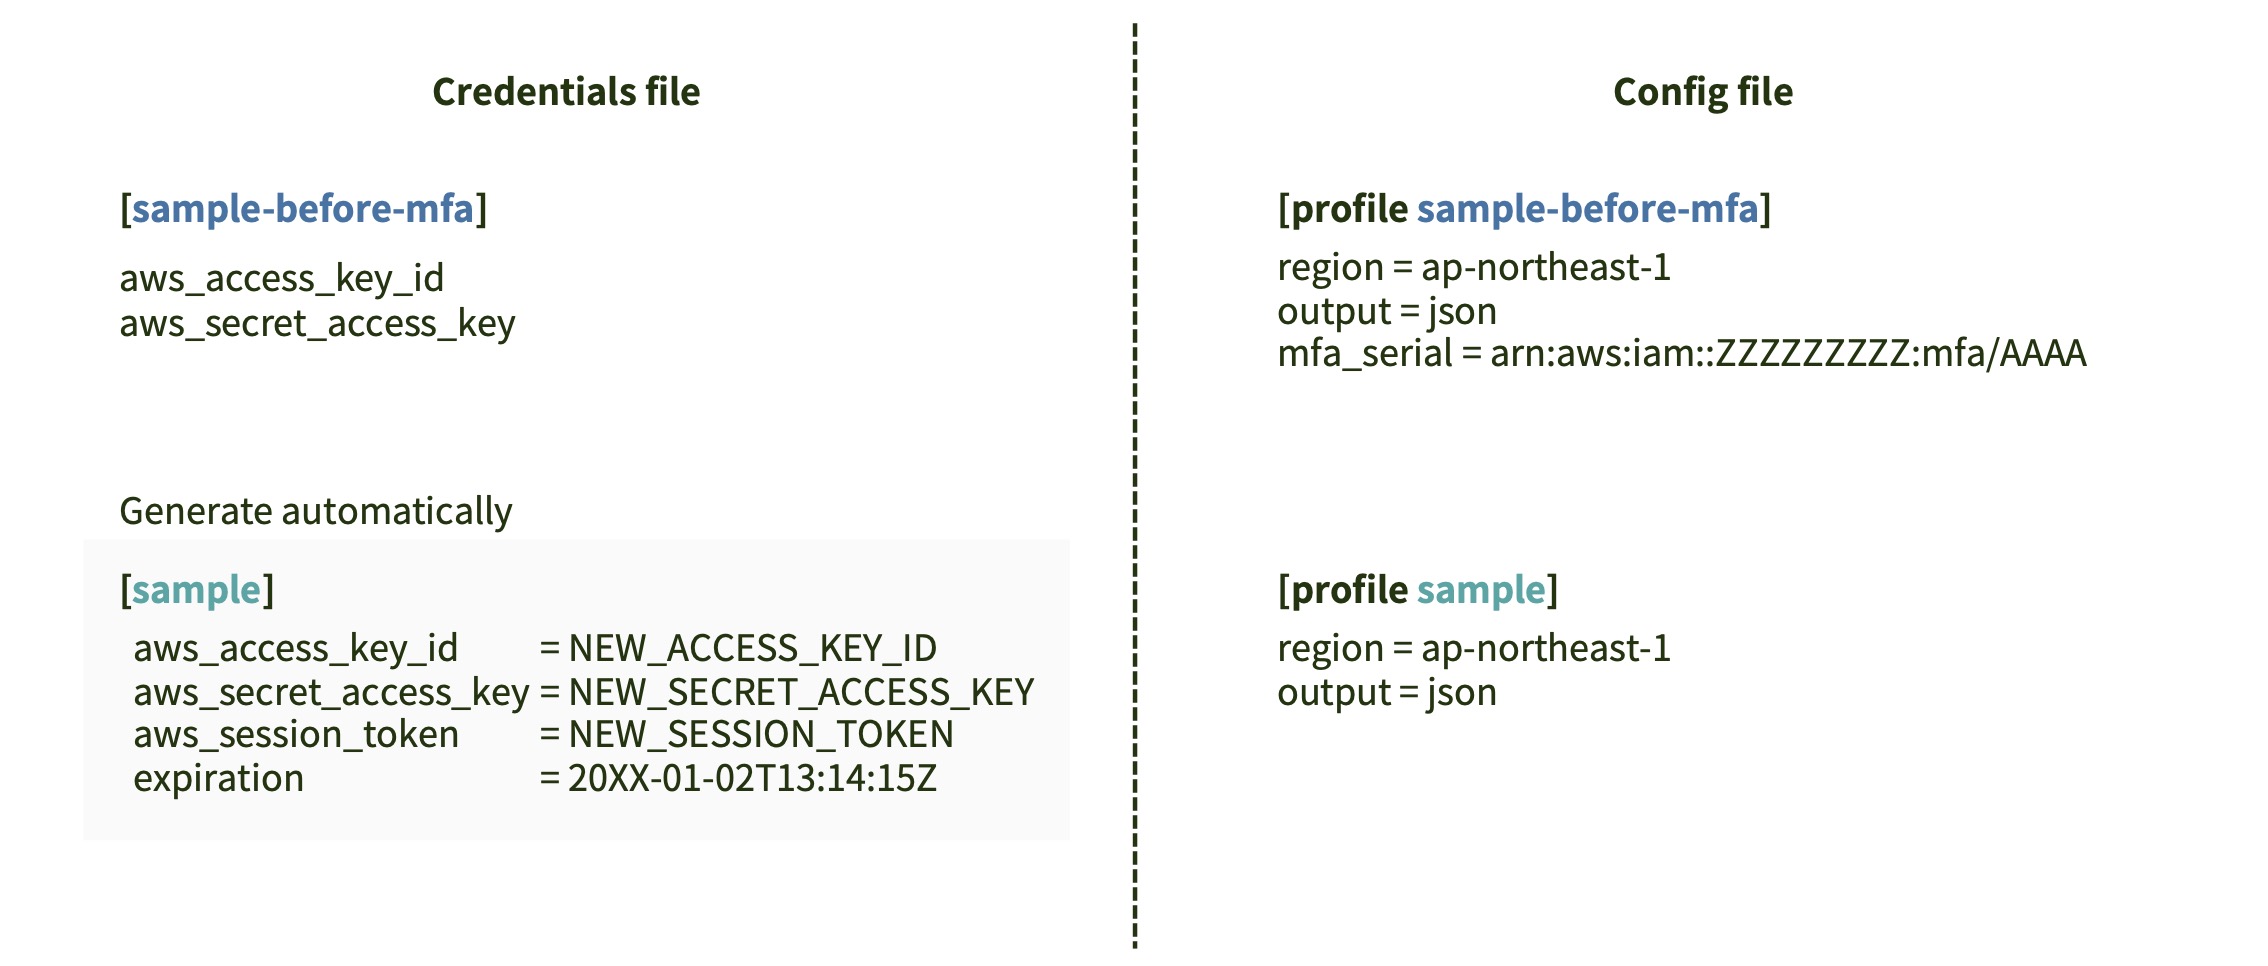 Credentials file
[sample-before-mfa]
aws_access_key_id
aws_secret_access_key
Generate automatically
[sample]
aws_access_key_id = NEW_ACCESS_KEY_ID
aws_secret_access_key = NEW_SECRET_ACCESS_KEY
aws_session_token = NEW_SESSION_TOKEN
expiration = 20XX-01-02T13:14:15Z
Config file
[profile sample-before-mfa]
region = ap-northeast-1
output = json
mfa_serial = arn:aws:iam::ZZZZZZZZZ:mfa/AAAA
[profile sample]
region = ap-northeast-1
output = json